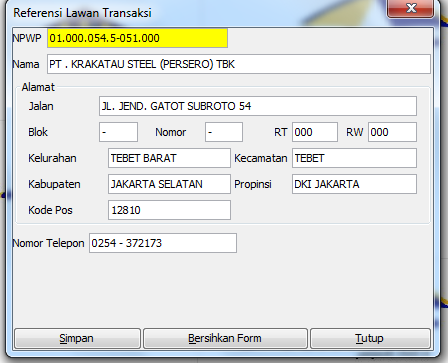 Referensi Lawan Transaksi
NPWP 01.000.054.5-051.000
Nama PT . KRAKATAU STEEL (PERSERO) TBK
Alamat
Jalan JL. JEND. GATOT SUBROTO 54
Blok - Nomor - RT 000 RW 000
Kelurahan TEBET BARAT Kecamatan TEBET
Kabupaten JAKARTA SELATAN Propinsi DKI JAKARTA
Kode Pos 12810
Nomor Telepon 0254 - 372173
Simpan Bersihkan Form Tutup